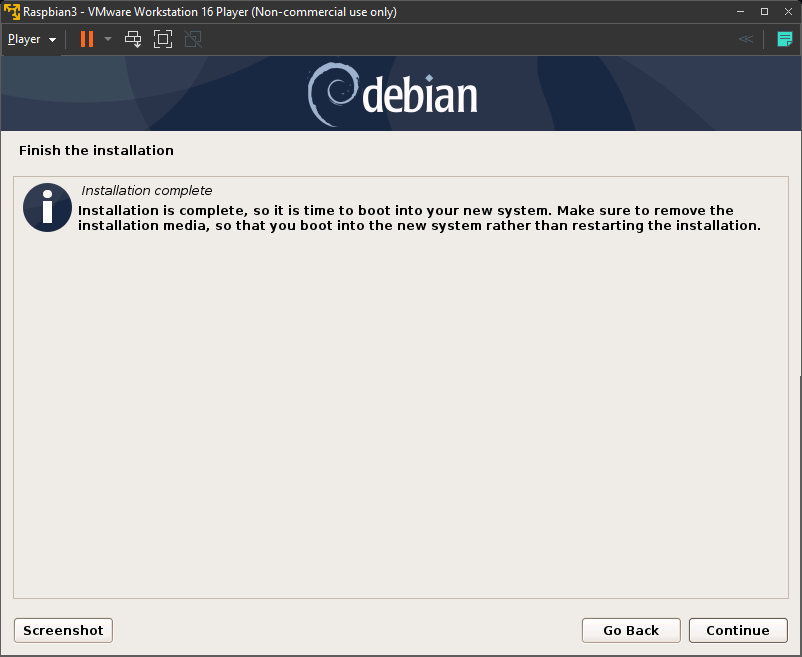 Raspbian3 - VMware Workstation 16 Player (Non-commercial use only)
Player
debian
Finish the installation
Installation complete
Installation is complete, so it is time to boot into your new system. Make sure to remove the
installation media, so that you boot into the new system rather than restarting the installation.
Screenshot
Go Back
Continue